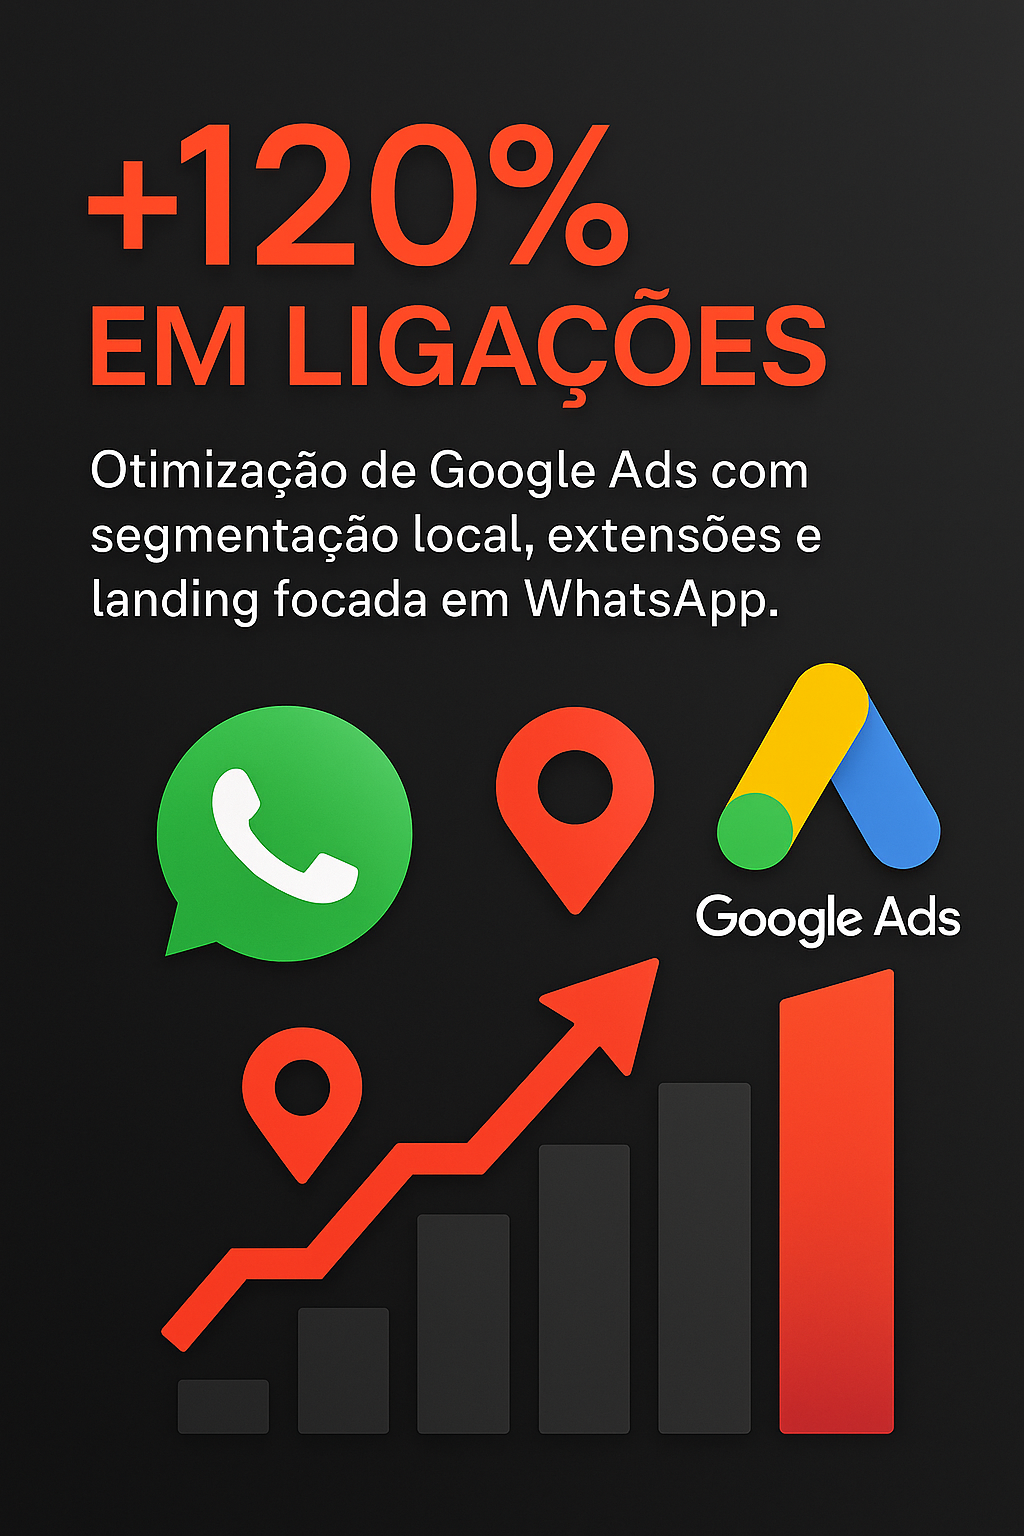 +120%
EM LIGAÇÕES
Otimização de Google Ads com
segmentação local, extensões e
landing focada em WhatsApp.
Google Ads